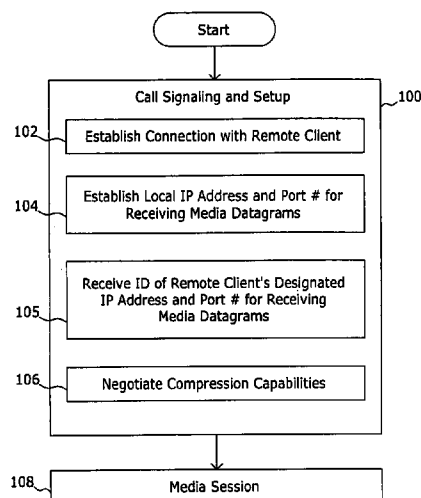 Start
Call Signaling and Setup
100
102
Establish Connection with Remote Client
104
Establish Local IP Address and Port # for
Receiving Media Datagrams
105
Receive ID of Remote Client's Designated
IP Address and Port # for Receiving
Media Datagrams
106
Negotiate Compression Capabilities
108
Media Session